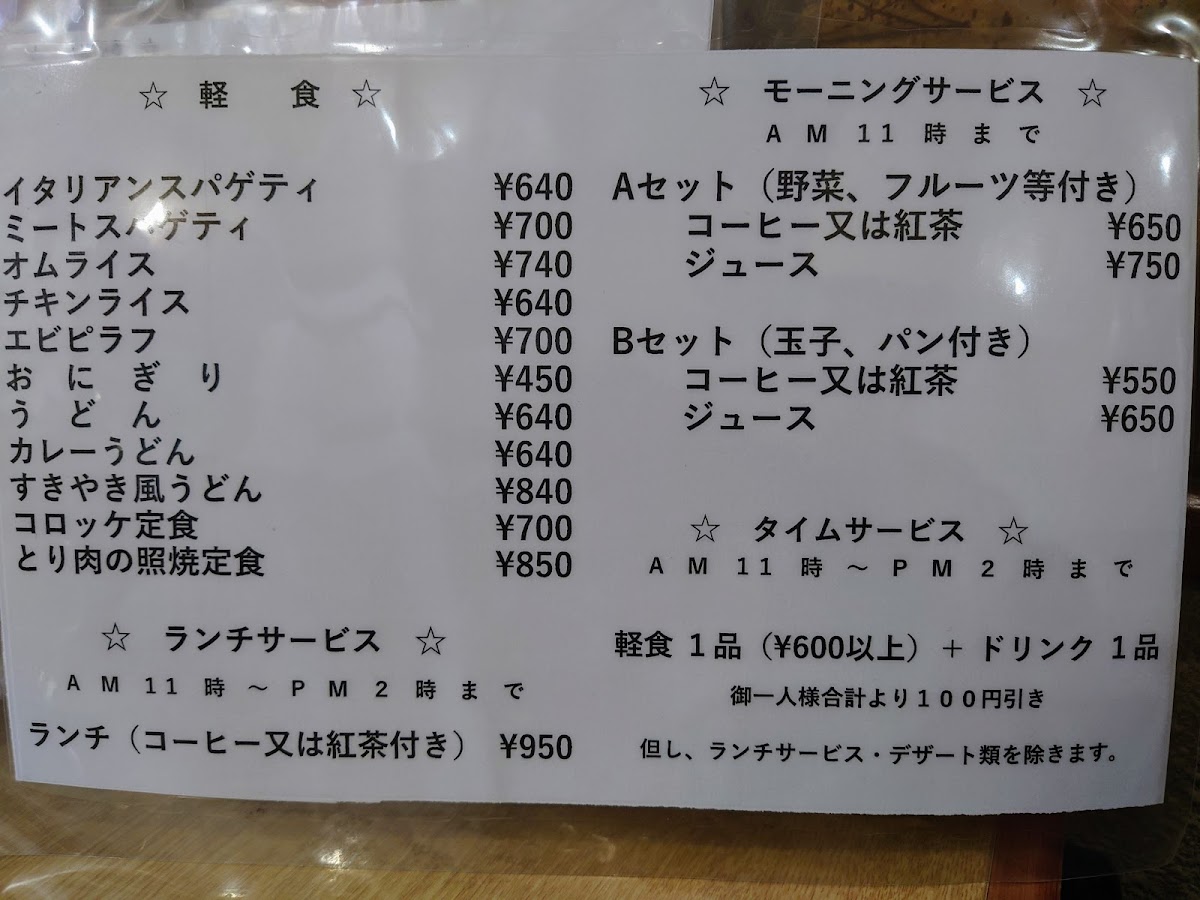 ☆ 軽 食 ☆
イタリアンスパゲティ ¥640
ミートスパゲティ ¥700
オムライス ¥740
チキンライス ¥640
エビピラフ ¥700
お に ぎ り ¥450
う ど ん ¥640
カレーうどん ¥640
すきやき風うどん ¥840
コロッケ定食 ¥700
とり肉の照焼定食 ¥850
☆ ランチサービス ☆
A M 11 時 ～ P M 2 時 ま で
ランチ（コーヒー又は紅茶付き） ¥950
☆ モーニングサービス ☆
A M 11 時 ま で
Aセット（野菜、フルーツ等付き）
コーヒー又は紅茶 ¥650
ジュース ¥750
Bセット（玉子、パン付き）
コーヒー又は紅茶 ¥550
ジュース ¥650
☆ タイムサービス ☆
A M 11 時 ～ P M 2 時 ま で
軽食 1品（¥600以上）＋ ドリンク 1品
御一人様合計より１００円引き
但し、ランチサービス・デザート類を除きます。